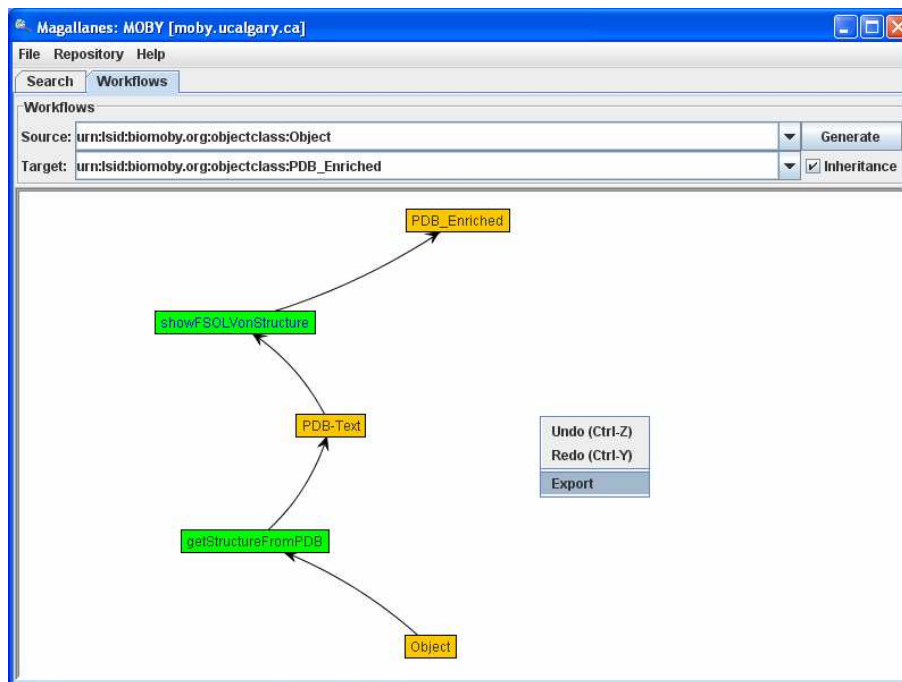 Magallanes: MOBY [moby.ucalgary.ca]
File Repository Help
Search Workflows
Workflows
Source: urn:lsid:biomoby.org:objectclass:Object Generate
Target: urn:lsid:biomoby.org:objectclass:PDB_Enriched Inheritance
PDB_Enriched
showFSOLVonStructure
PDB-Text
Undo (Ctrl-Z)
Redo (Ctrl-Y)
Export
getStructureFromPDB
Object